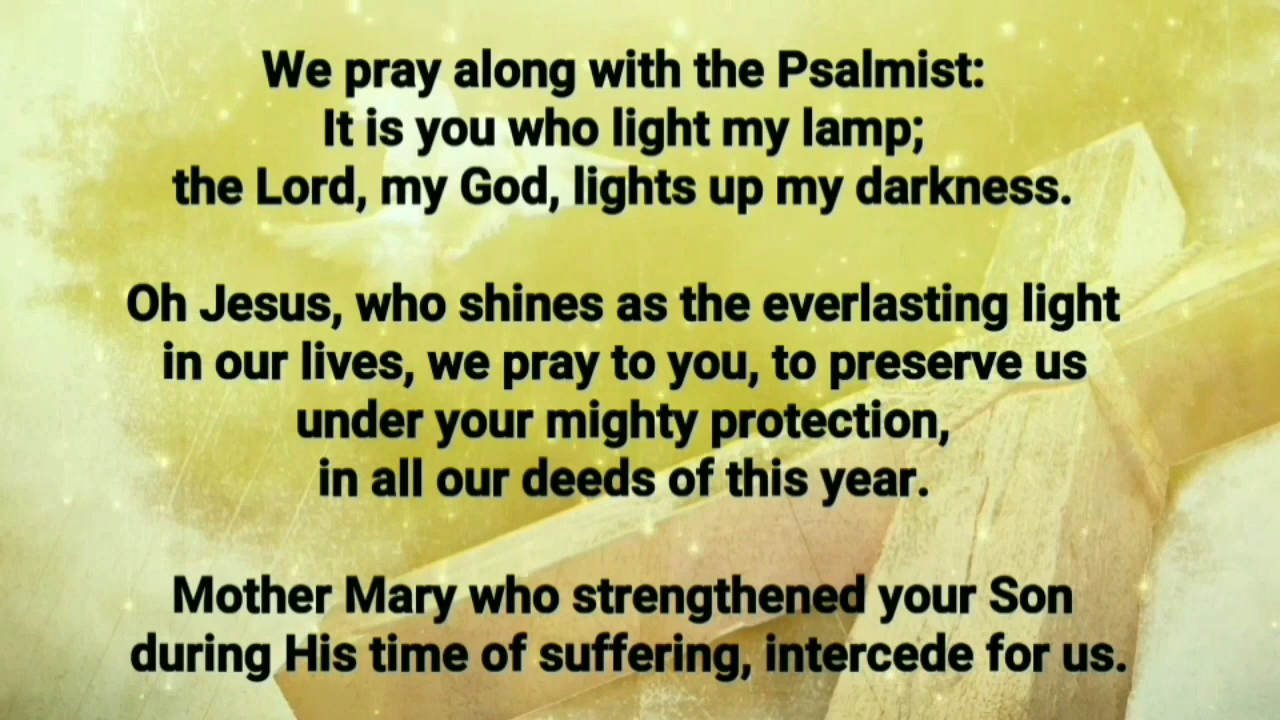 We pray along with the Psalmist:
It is you who light my lamp;
the Lord, my God, lights up my darkness.
Oh Jesus, who shines as the everlasting light
in our lives, we pray to you, to preserve us
under your mighty protection,
in all our deeds of this year.
Mother Mary who strengthened your Son
during His time of suffering, intercede for us.